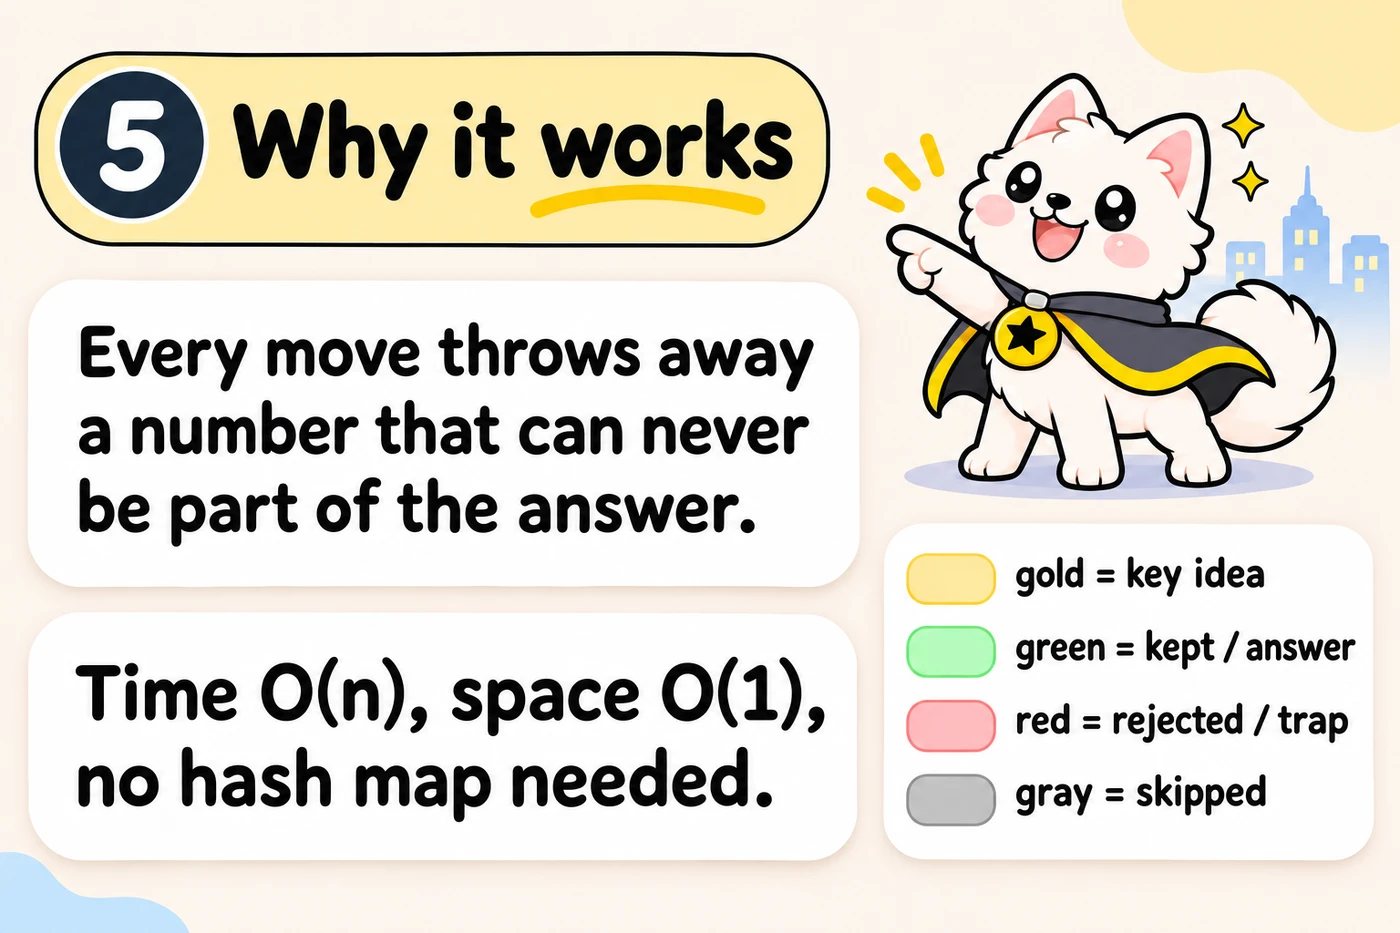 5 Why it works
Every move throws away
a number that can never
be part of the answer.
Time O(n), space O(1),
no hash map needed.
gold = key idea
green = kept / answer
red = rejected / trap
gray = skipped